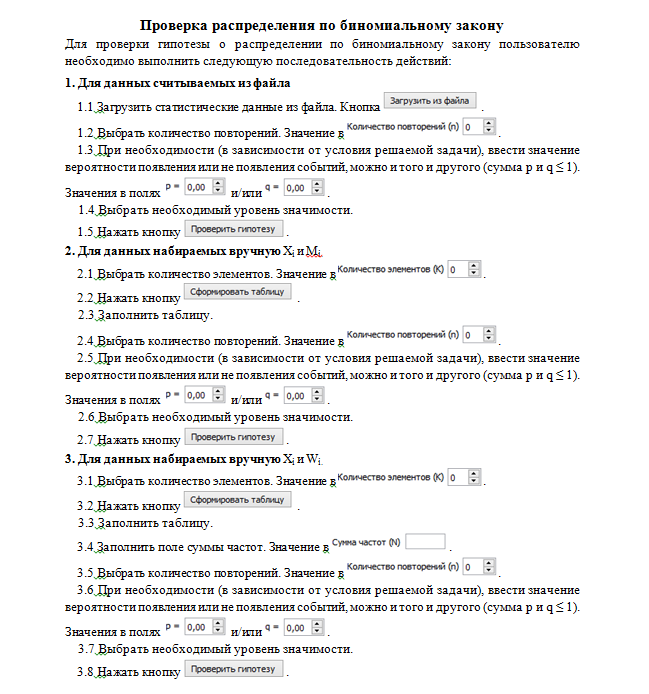 Проверка распределения по биномиальному закону
Для проверки гипотезы о распределении по биномиальному закону пользователю
необходимо выполнить следующую последовательность действий:
1. Для данных считываемых из файла
1.1.Загрузить статистические данные из файла. Кнопка Загрузить из файла .
1.2.Выбрать количество повторений. Значение в Количество повторений (n) 0 .
1.3.При необходимости (в зависимости от условия решаемой задачи), ввести значение
вероятности появления или не появления событий, можно и того и другого (сумма p и q ≤ 1).
Значения в полях P = 0,00 и/или q = 0,00 .
1.4.Выбрать необходимый уровень значимости.
1.5.Нажать кнопку Проверить гипотезу .
2. Для данных набираемых вручную Xi и Mi
2.1.Выбрать количество элементов. Значение в Количество элементов (K) 0 .
2.2.Нажать кнопку Сформировать таблицу .
2.3.Заполнить таблицу.
2.4.Выбрать количество повторений. Значение в Количество повторений (n) 0 .
2.5.При необходимости (в зависимости от условия решаемой задачи), ввести значение
вероятности появления или не появления событий, можно и того и другого (сумма p и q ≤ 1).
Значения в полях P = 0,00 и/или q = 0,00 .
2.6.Выбрать необходимый уровень значимости.
2.7.Нажать кнопку Проверить гипотезу .
3. Для данных набираемых вручную Xi и Wi
3.1.Выбрать количество элементов. Значение в Количество элементов (K) 0 .
3.2.Нажать кнопку Сформировать таблицу .
3.3.Заполнить таблицу.
3.4.Заполнить поле суммы частот. Значение в Сумма частот (N) .
3.5.Выбрать количество повторений. Значение в Количество повторений (n) 0 .
3.6.При необходимости (в зависимости от условия решаемой задачи), ввести значение
вероятности появления или не появления событий, можно и того и другого (сумма p и q ≤ 1).
Значения в полях P = 0,00 и/или q = 0,00 .
3.7.Выбрать необходимый уровень значимости.
3.8.Нажать кнопку Проверить гипотезу .